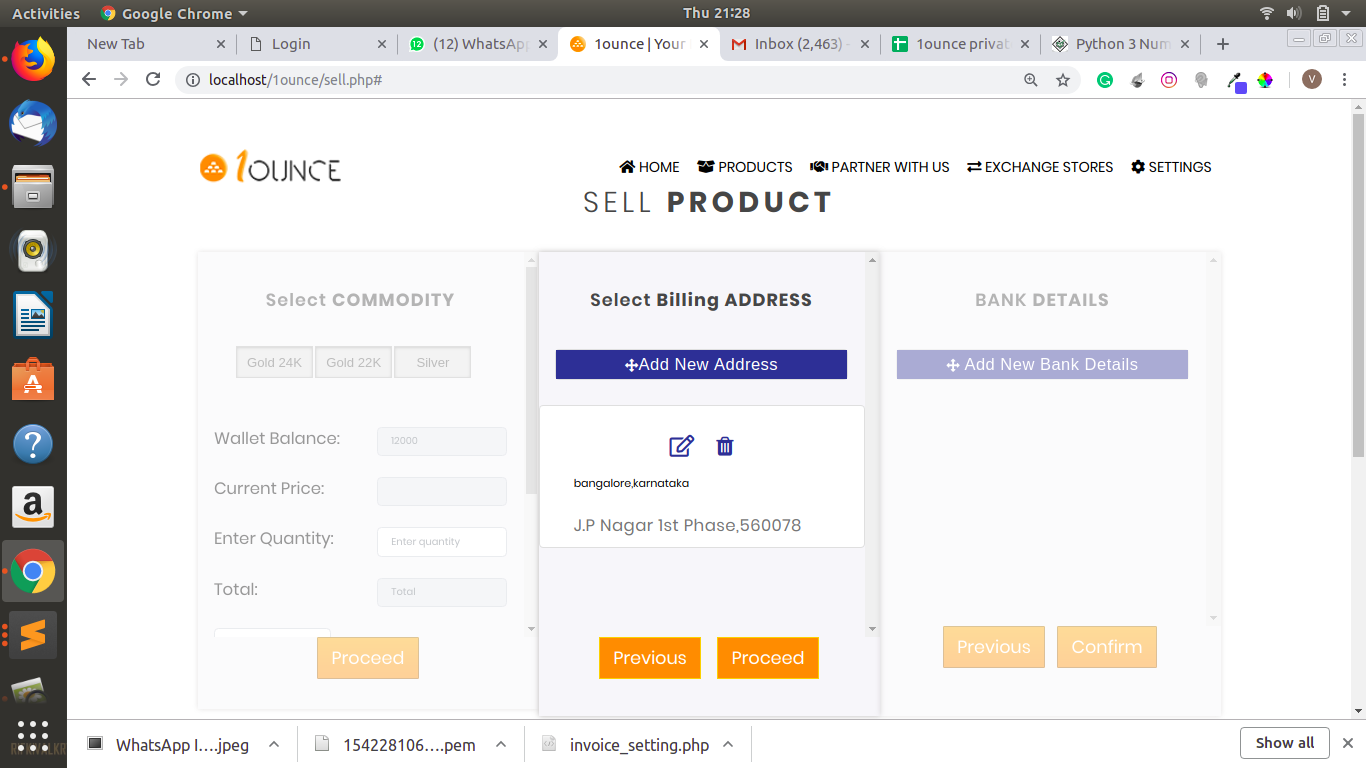 Activities
Google Chrome
Thu 21:28
New Tab
Login
(12) WhatsApp
1ounce | Your
Inbox (2,463) -
1ounce privat
Python 3 Num
localhost/1ounce/sell.php#
V
1OUNCE
HOME
PRODUCTS
PARTNER WITH US
EXCHANGE STORES
SETTINGS
SELL PRODUCT
Select COMMODITY
Gold 24K
Gold 22K
Silver
Wallet Balance:
12000
Current Price:
Enter Quantity:
Enter quantity
Total:
Total
Proceed
Select Billing ADDRESS
Add New Address
bangalore,karnataka
J.P Nagar 1st Phase,560078
Previous
Proceed
BANK DETAILS
Add New Bank Details
Previous
Confirm
WhatsApp I....jpeg
154228106....pem
invoice_setting.php
Show all